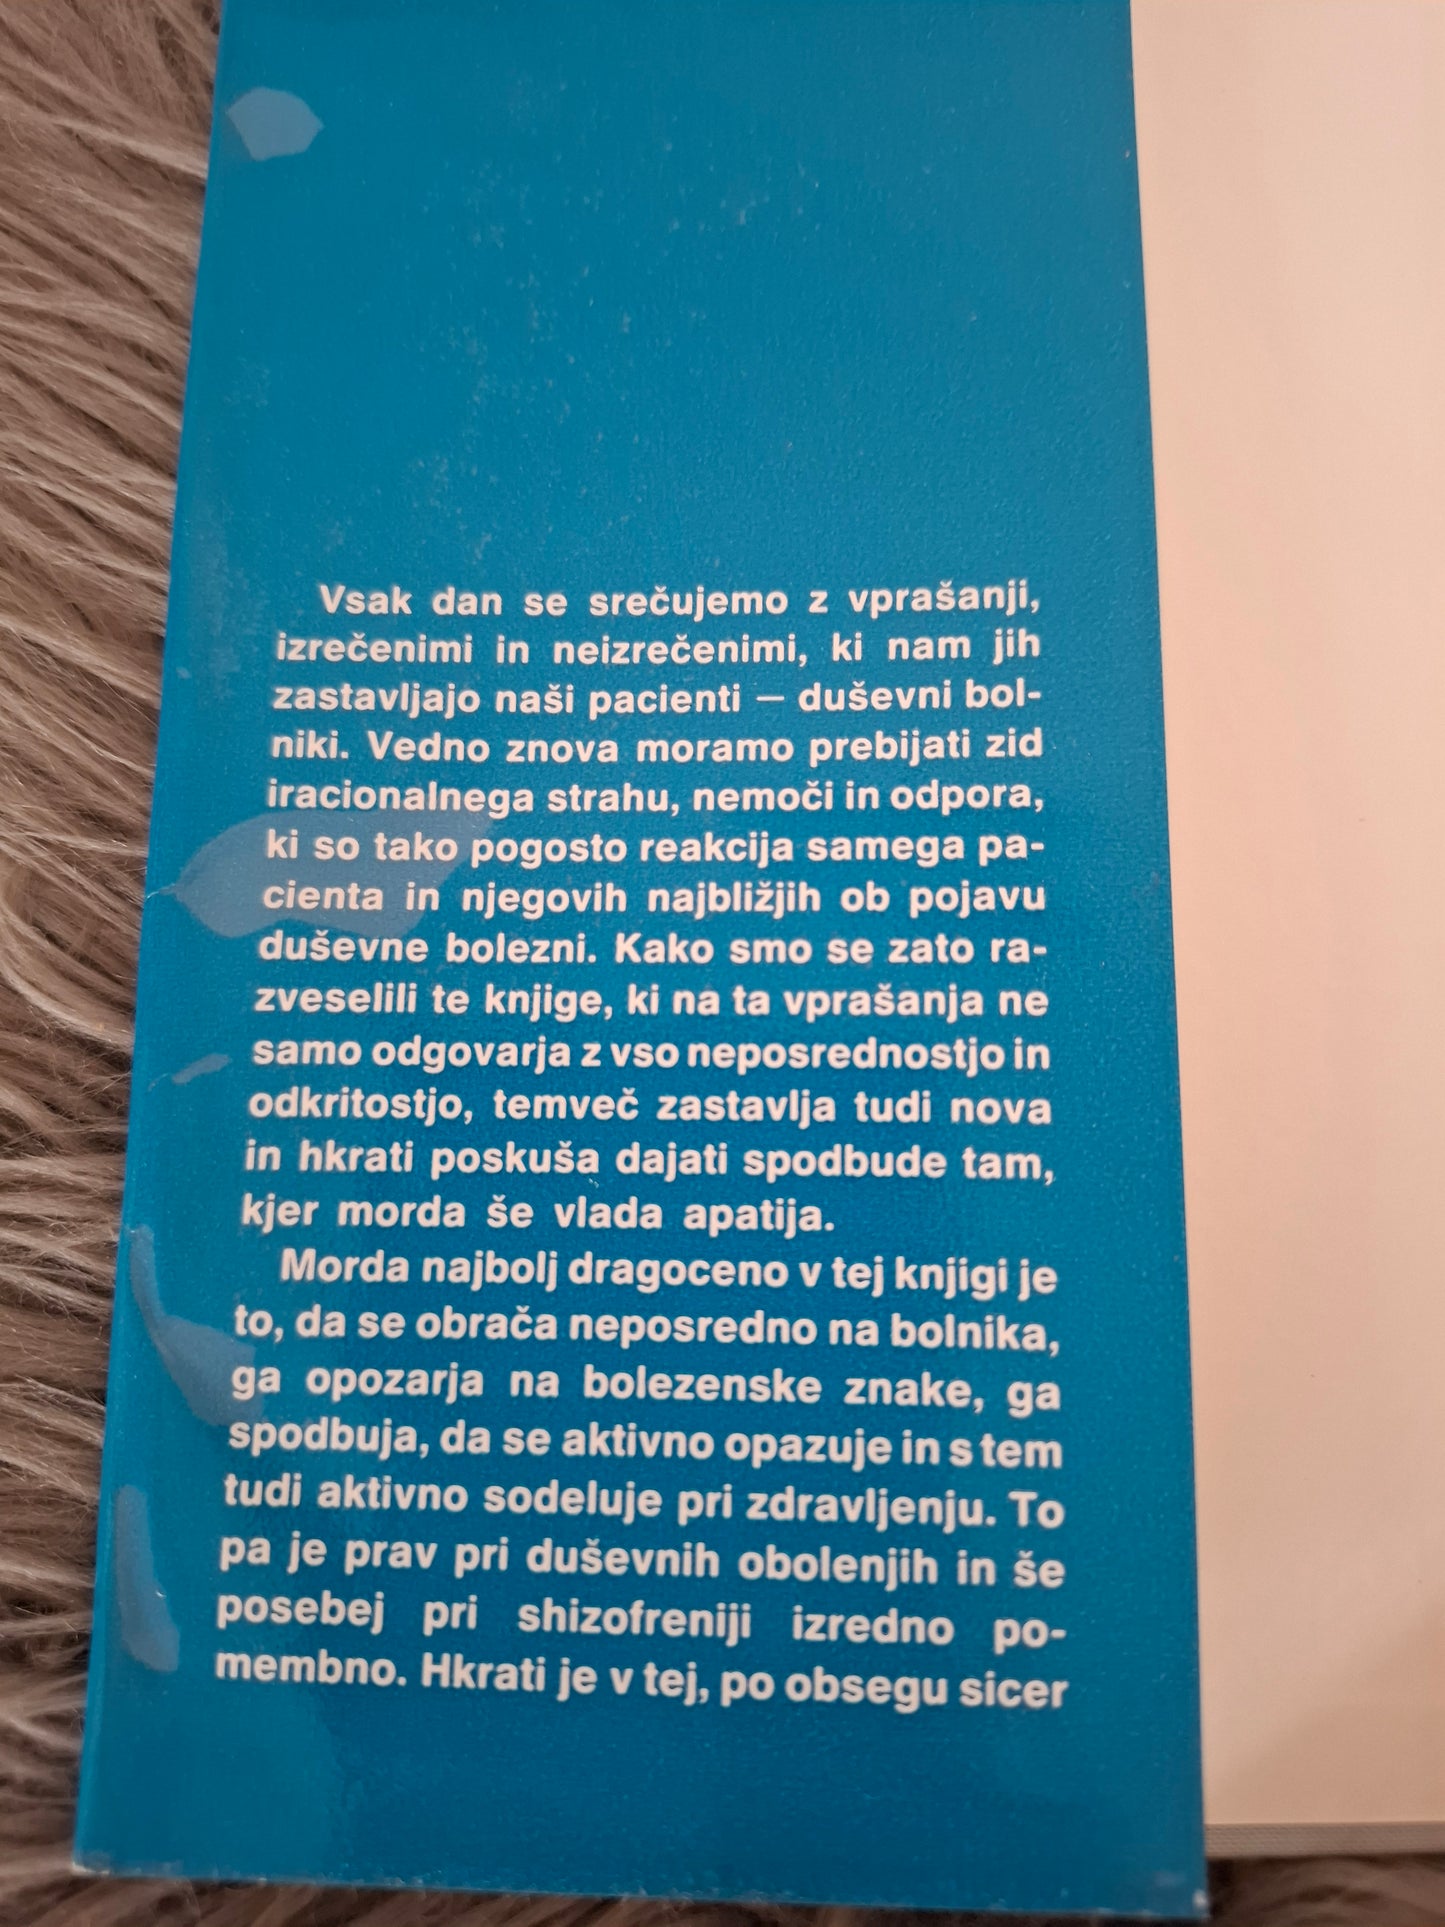 Vsak dan se srečujemo z vprašanji,
izrečenimi in neizrečenimi, ki nam jih
zastavljajo naši pacienti — duševni bol-
niki. Vedno znova moramo prebijati zid
iracionalnega strahu, nemoči in odpora,
ki so tako pogosto reakcija samega pa-
cienta in njegovih najbližjih ob pojavu
duševne bolezni. Kako smo se zato ra-
zveselili te knjige, ki na ta vprašanja ne
samo odgovarja z vso neposrednostjo in
odkritostjo, temveč zastavlja tudi nova
in hkrati poskuša dajati spodbude tam,
kjer morda še vlada apatija.
Morda najbolj dragoceno v tej knjigi je
to, da se obrača neposredno na bolnika,
ga opozarja na bolezenske znake, ga
spodbuja, da se aktivno opazuje in s tem
tudi aktivno sodeluje pri zdravljenju. To
pa je prav pri duševnih obolenjih in še
posebej pri shizofreniji izredno po-
membno. Hkrati je v tej, po obsegu sicer